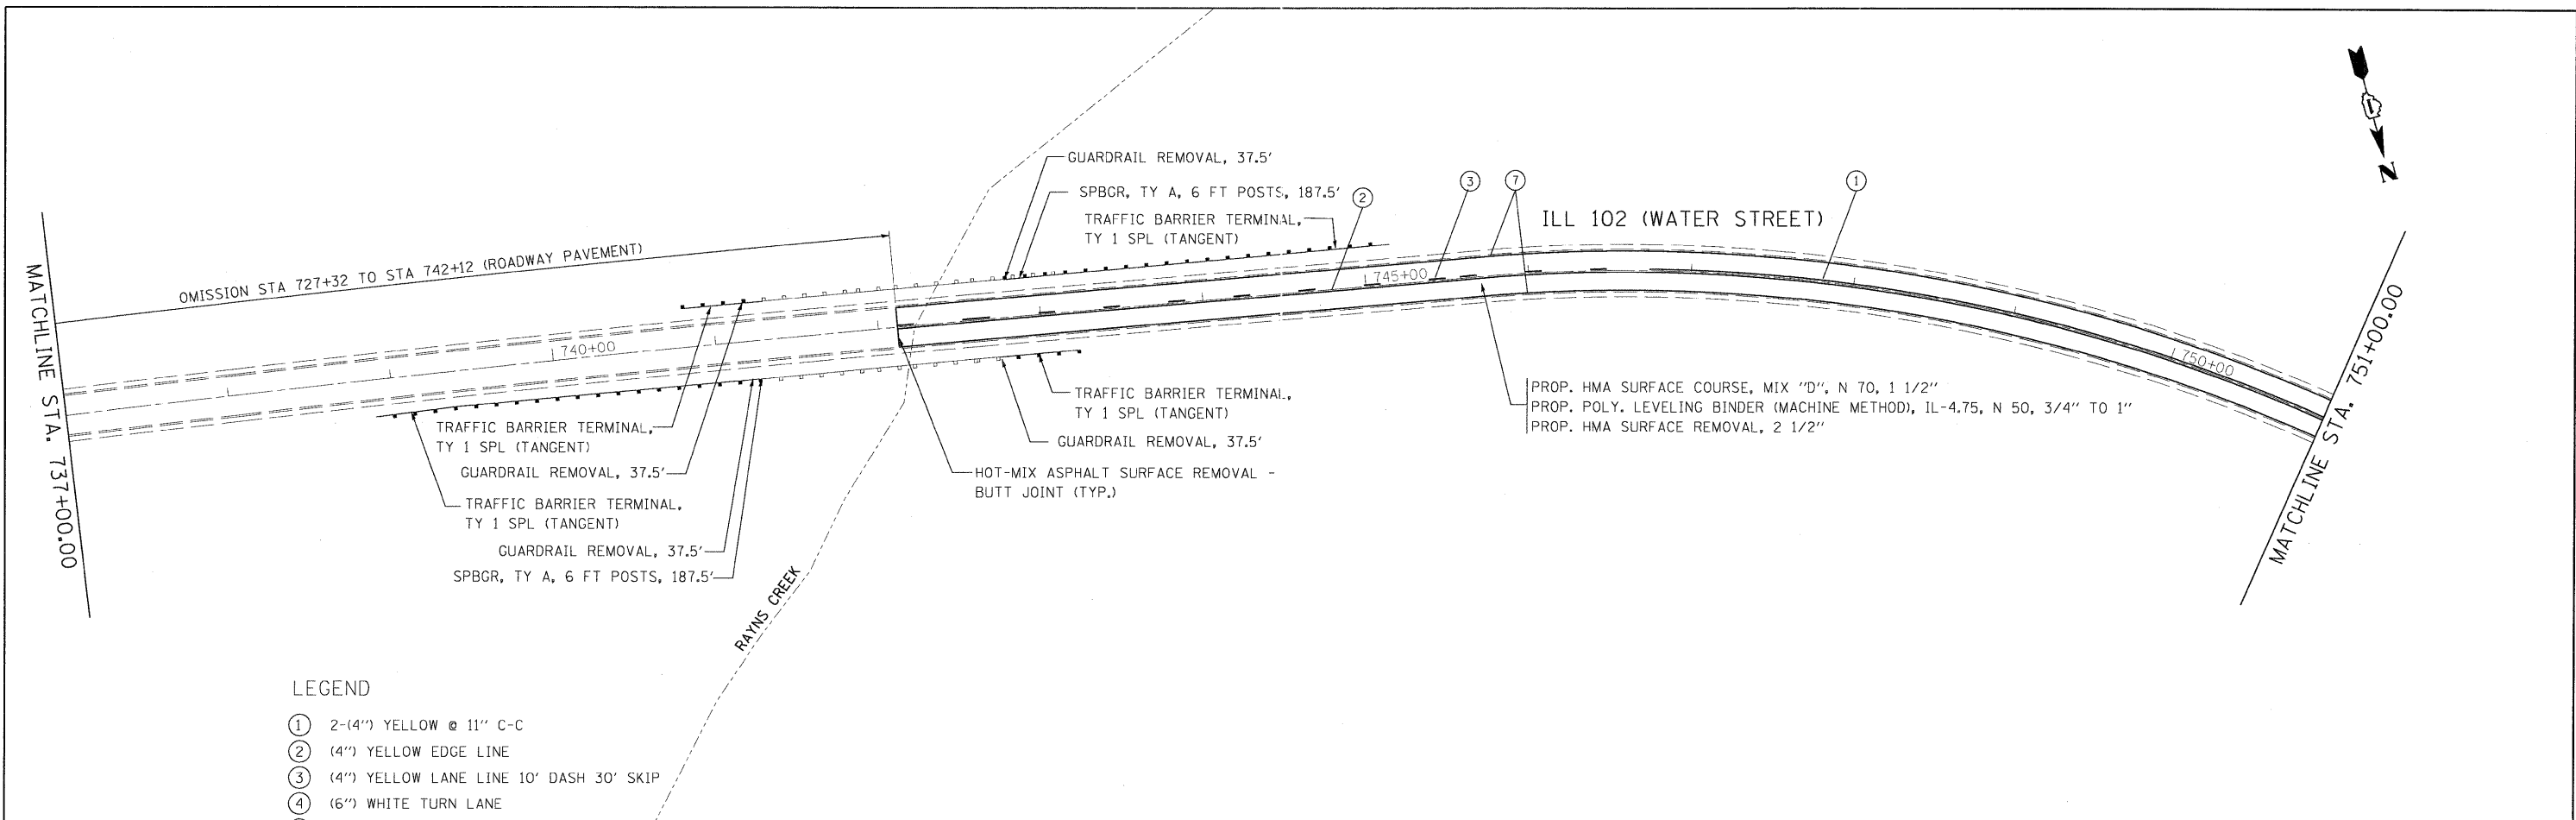 GUARDRAIL REMOVAL, 37.5'
SPBGR, TY A, 6 FT POSTS, 187.5'
TRAFFIC BARRIER TERMINAL,
TY 1 SPL (TANGENT)
2
3
7
1
ILL 102 (WATER STREET)
N
MATCHLINE STA. 737+00.00
OMISSION STA 727+32 TO STA 742+12 (ROADWAY PAVEMENT)
740+00
745+00
750+00
MATCHLINE STA. 751+00.00
TRAFFIC BARRIER TERMINAL,
TY 1 SPL (TANGENT)
GUARDRAIL REMOVAL, 37.5'
TRAFFIC BARRIER TERMINAL,
TY 1 SPL (TANGENT)
GUARDRAIL REMOVAL, 37.5'
SPBGR, TY A, 6 FT POSTS, 187.5'
TRAFFIC BARRIER TERMINAL,
TY 1 SPL (TANGENT)
GUARDRAIL REMOVAL, 37.5'
HOT-MIX ASPHALT SURFACE REMOVAL -
BUTT JOINT (TYP.)
PROP. HMA SURFACE COURSE, MIX "D", N 70, 1 1/2"
PROP. POLY. LEVELING BINDER (MACHINE METHOD), IL-4.75, N 50, 3/4" TO 1"
PROP. HMA SURFACE REMOVAL, 2 1/2"
RAYNS CREEK
LEGEND
1 2-(4") YELLOW @ 11" C-C
2 (4") YELLOW EDGE LINE
3 (4") YELLOW LANE LINE 10' DASH 30' SKIP
4 (6") WHITE TURN LANE